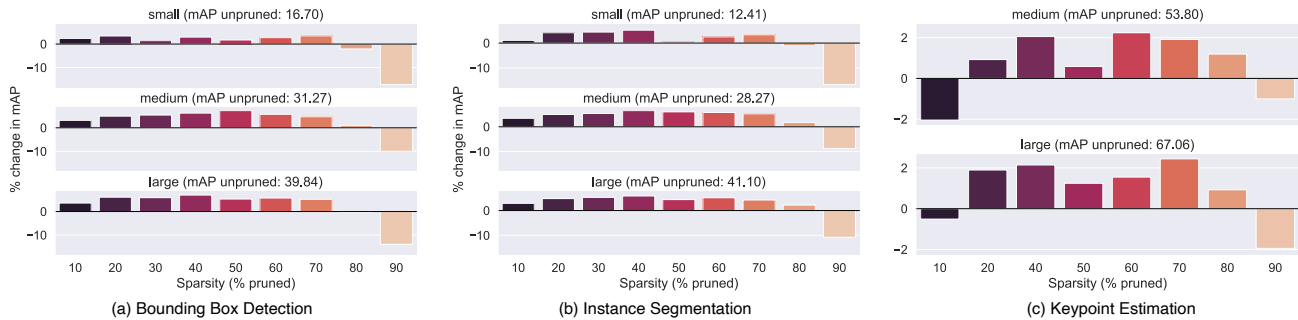 small (mAP unpruned: 16.70)
0
−10
medium (mAP unpruned: 31.27)
% change in mAP
0
−10
large (mAP unpruned: 39.84)
0
−10
10 20 30 40 50 60 70 80 90
Sparsity (% pruned)
(a) Bounding Box Detection
small (mAP unpruned: 12.41)
0
−10
medium (mAP unpruned: 28.27)
% change in mAP
0
−10
large (mAP unpruned: 41.10)
0
−10
10 20 30 40 50 60 70 80 90
Sparsity (% pruned)
(b) Instance Segmentation
medium (mAP unpruned: 53.80)
2
0
−2
large (mAP unpruned: 67.06)
% change in mAP
2
0
−2
10 20 40 50 60 70 80 90
Sparsity (% pruned)
(c) Keypoint Estimation